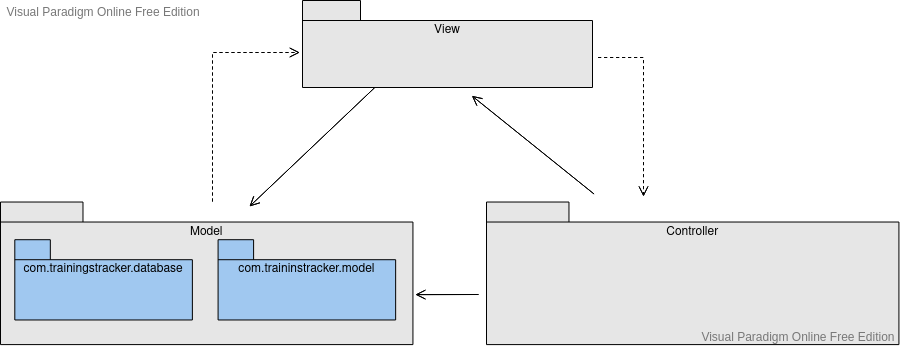 Visual Paradigm Online Free Edition
View
Model
com.trainingstracker.database
com.traininstracker.model
Controller
Visual Paradigm Online Free Edition